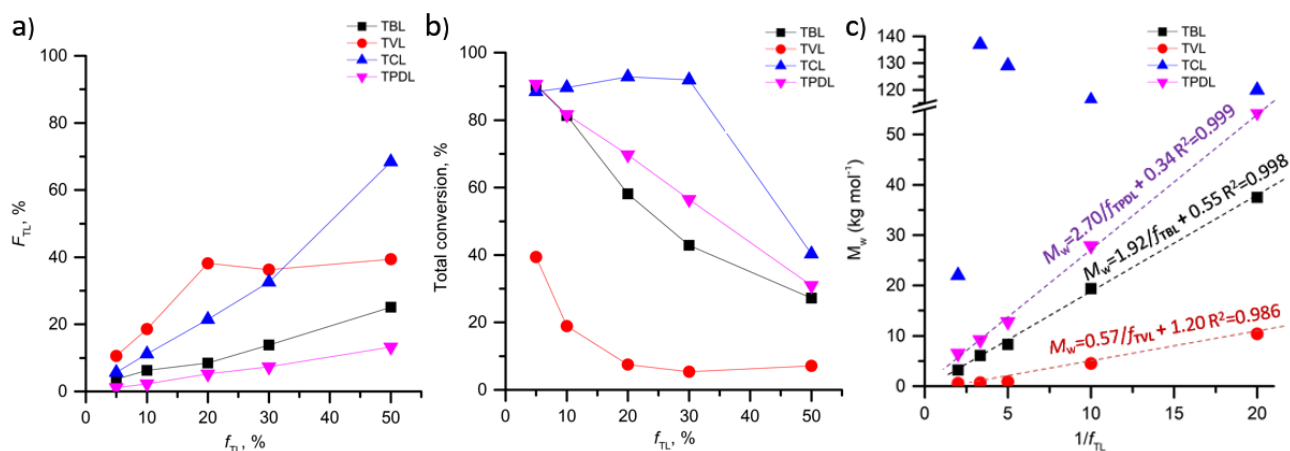 a)
TBL
TVL
TCL
TPDL
100
80
60
40
20
0
F_TL, %
0 10 20 30 40 50
f_TL, %
b)
TBL
TVL
TCL
TPDL
100
80
60
40
20
0
Total conversion, %
0 10 20 30 40 50
f_TL, %
c)
TBL
TVL
TCL
TPDL
140
130
120
50
40
30
20
10
0
M_w (kg mol⁻¹)
M_w=2.70/f_TPDL + 0.34 R²=0.999
M_w=1.92/f_TBL + 0.55 R²=0.998
M_w=0.57/f_TVL + 1.20 R²=0.986
0 5 10 15 20
1/f_TL